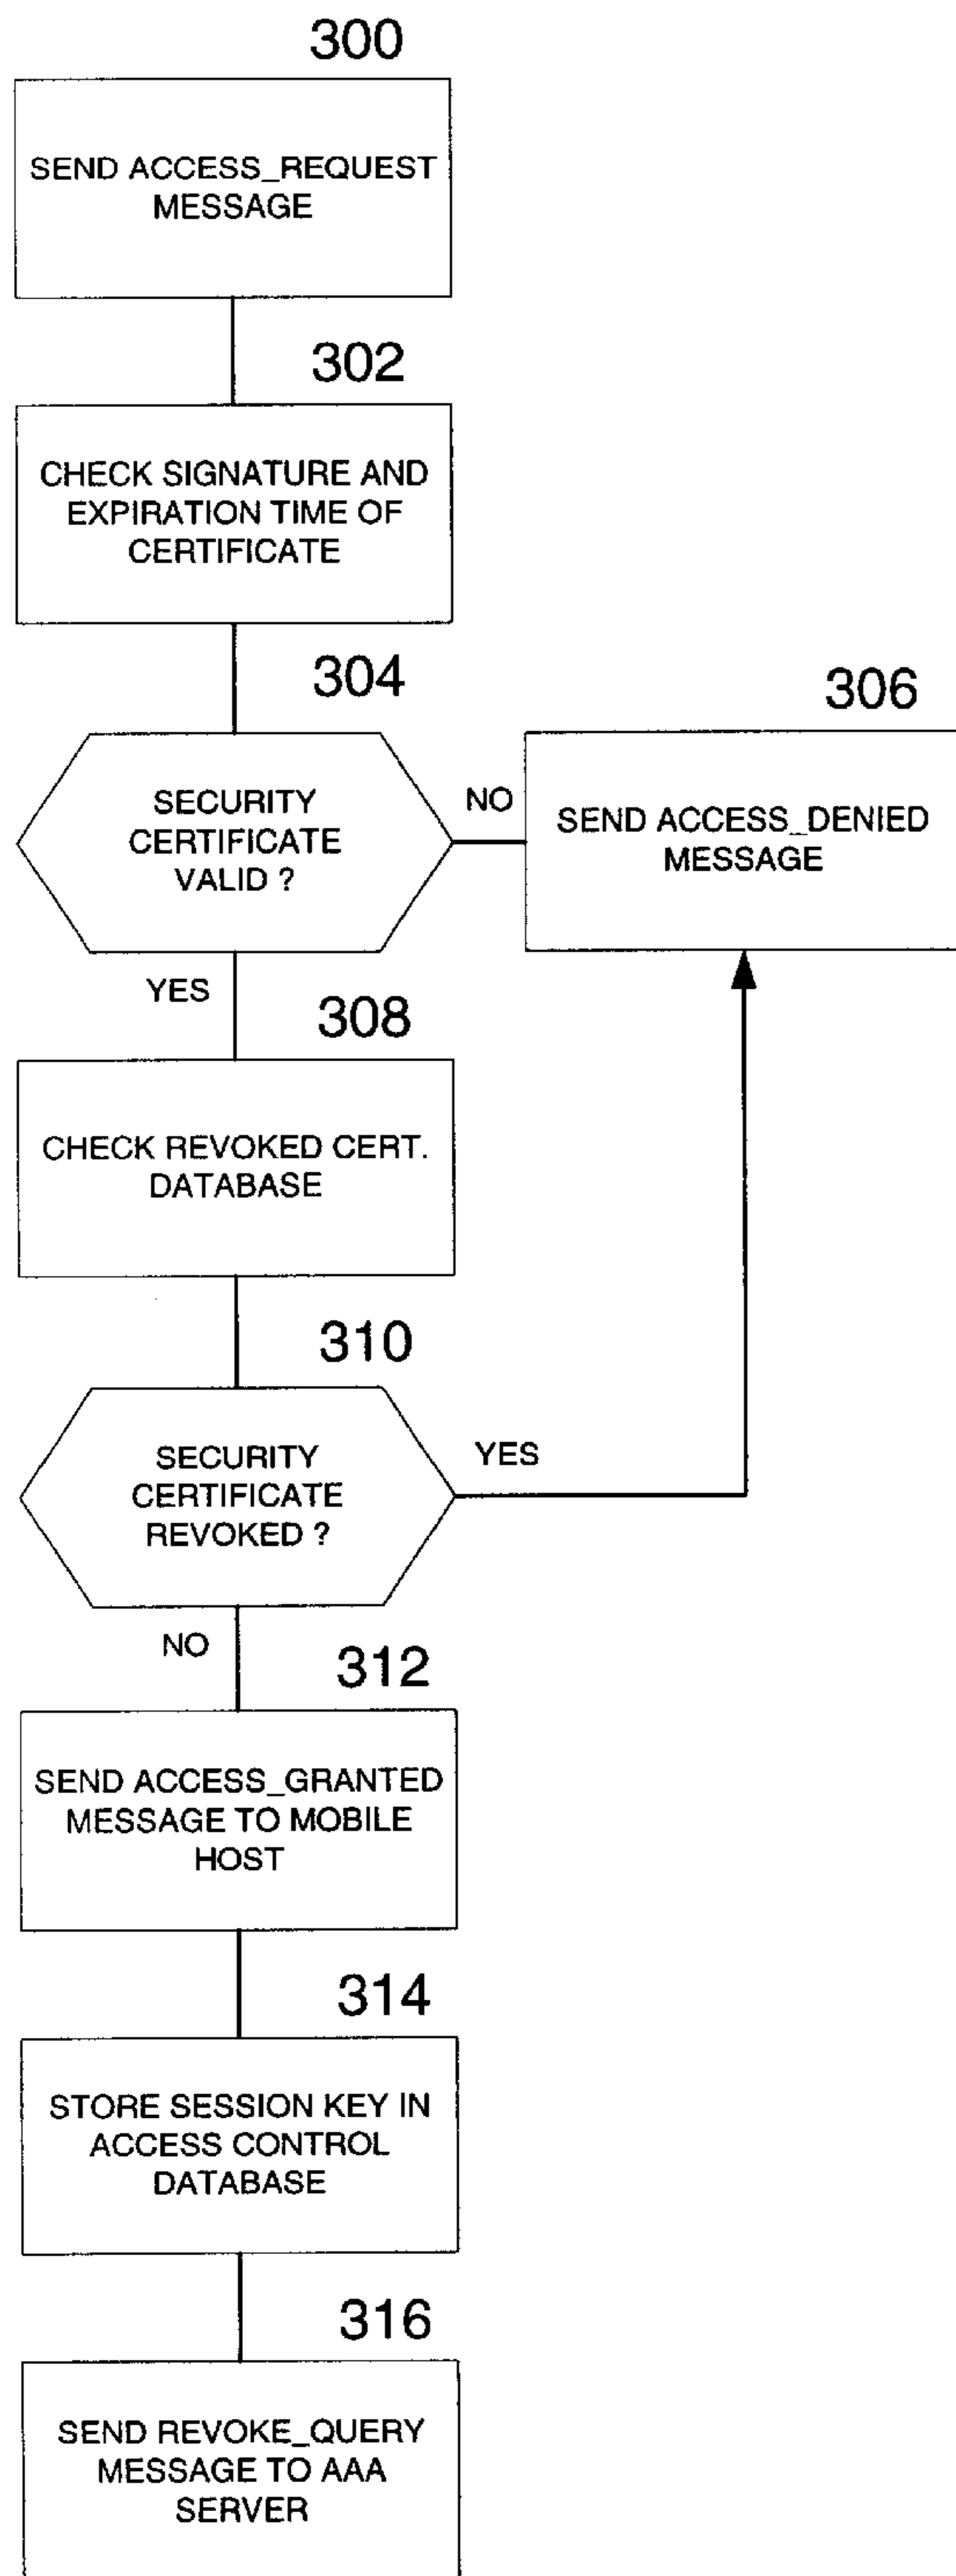 300
SEND ACCESS_REQUEST
MESSAGE
302
CHECK SIGNATURE AND
EXPIRATION TIME OF
CERTIFICATE
304
SECURITY
CERTIFICATE
VALID ?
NO
306
SEND ACCESS_DENIED
MESSAGE
YES
308
CHECK REVOKED CERT.
DATABASE
310
SECURITY
CERTIFICATE
REVOKED ?
YES
NO
312
SEND ACCESS_GRANTED
MESSAGE TO MOBILE
HOST
314
STORE SESSION KEY IN
ACCESS CONTROL
DATABASE
316
SEND REVOKE_QUERY
MESSAGE TO AAA
SERVER